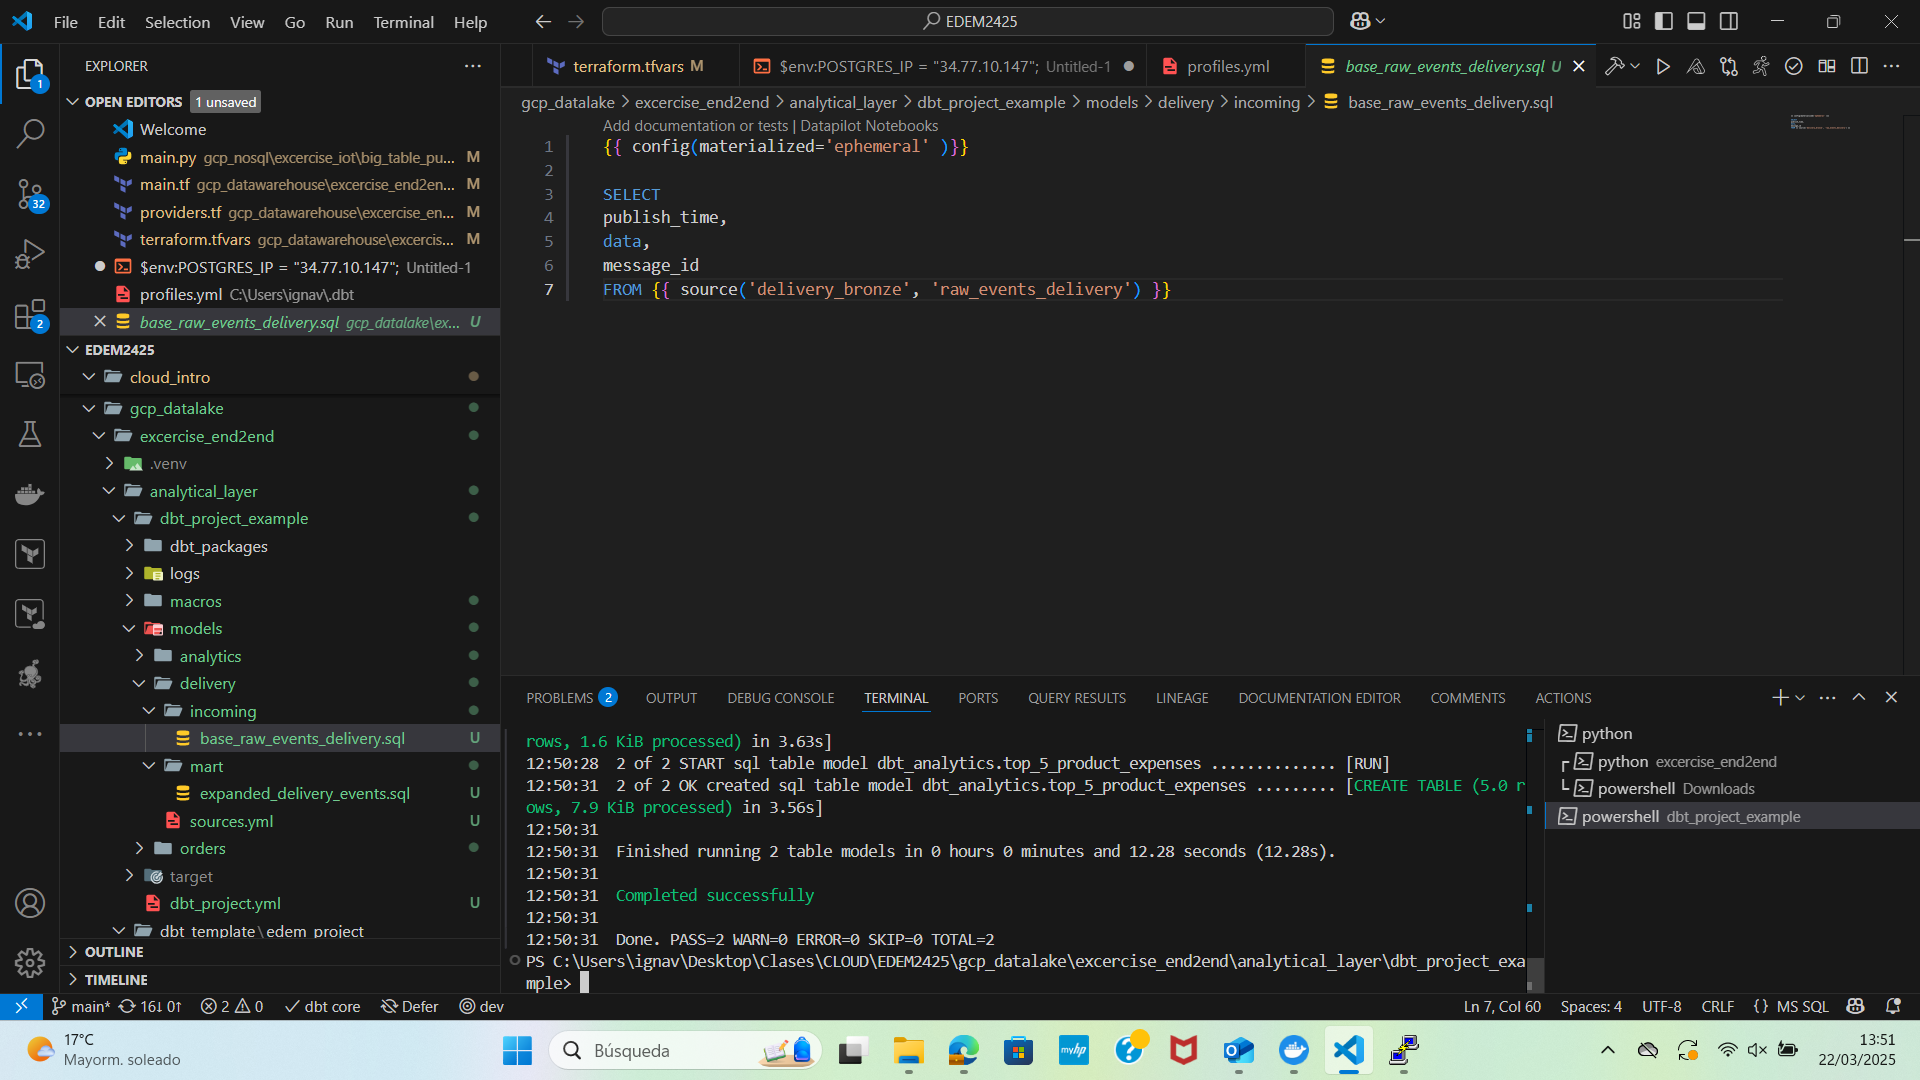 File Edit Selection View Go Run Terminal Help
EDEM2425
EXPLORER
OPEN EDITORS 1 unsaved
Welcome
main.py gcp_nosql\excercise_iot\big_table_pu... M
main.tf gcp_datawarehouse\excercise_end2en... M
providers.tf gcp_datawarehouse\excercise_en... M
terraform.tfvars gcp_datawarehouse\excercis... M
$env:POSTGRES_IP = "34.77.10.147"; Untitled-1
profiles.yml C:\Users\ignav\.dbt
base_raw_events_delivery.sql gcp_datalake\ex... U
EDEM2425
cloud_intro
gcp_datalake
excercise_end2end
.venv
analytical_layer
dbt_project_example
dbt_packages
logs
macros
models
analytics
delivery
incoming
base_raw_events_delivery.sql U
mart
expanded_delivery_events.sql U
sources.yml U
orders
target
dbt_project.yml U
dbt_template\edem_project
OUTLINE
TIMELINE
1
32
2
terraform.tfvars M
$env:POSTGRES_IP = "34.77.10.147"; Untitled-1
profiles.yml
base_raw_events_delivery.sql U
gcp_datalake > excercise_end2end > analytical_layer > dbt_project_example > models > delivery > incoming > base_raw_events_delivery.sql
Add documentation or tests | Datapilot Notebooks
1 {{ config(materialized='ephemeral' )}}
2
3 SELECT
4 publish_time,
5 data,
6 message_id
7 FROM {{ source('delivery_bronze', 'raw_events_delivery') }}
PROBLEMS 2 OUTPUT DEBUG CONSOLE TERMINAL PORTS QUERY RESULTS LINEAGE DOCUMENTATION EDITOR COMMENTS ACTIONS
rows, 1.6 KiB processed) in 3.63s]
12:50:28 2 of 2 START sql table model dbt_analytics.top_5_product_expenses .............. [RUN]
12:50:31 2 of 2 OK created sql table model dbt_analytics.top_5_product_expenses ......... [CREATE TABLE (5.0 r
ows, 7.9 KiB processed) in 3.56s]
12:50:31
12:50:31 Finished running 2 table models in 0 hours 0 minutes and 12.28 seconds (12.28s).
12:50:31
12:50:31 Completed successfully
12:50:31
12:50:31 Done. PASS=2 WARN=0 ERROR=0 SKIP=0 TOTAL=2
PS C:\Users\ignav\Desktop\Clases\CLOUD\EDEM2425\gcp_datalake\excercise_end2end\analytical_layer\dbt_project_exa
mple>
python
python excercise_end2end
powershell Downloads
powershell dbt_project_example
main* 16↓ 0↑ 2 0 dbt core Defer dev
Ln 7, Col 60 Spaces: 4 UTF-8 CRLF {} MS SQL
17°C
Mayorm. soleado
Búsqueda
myhp
13:51
22/03/2025